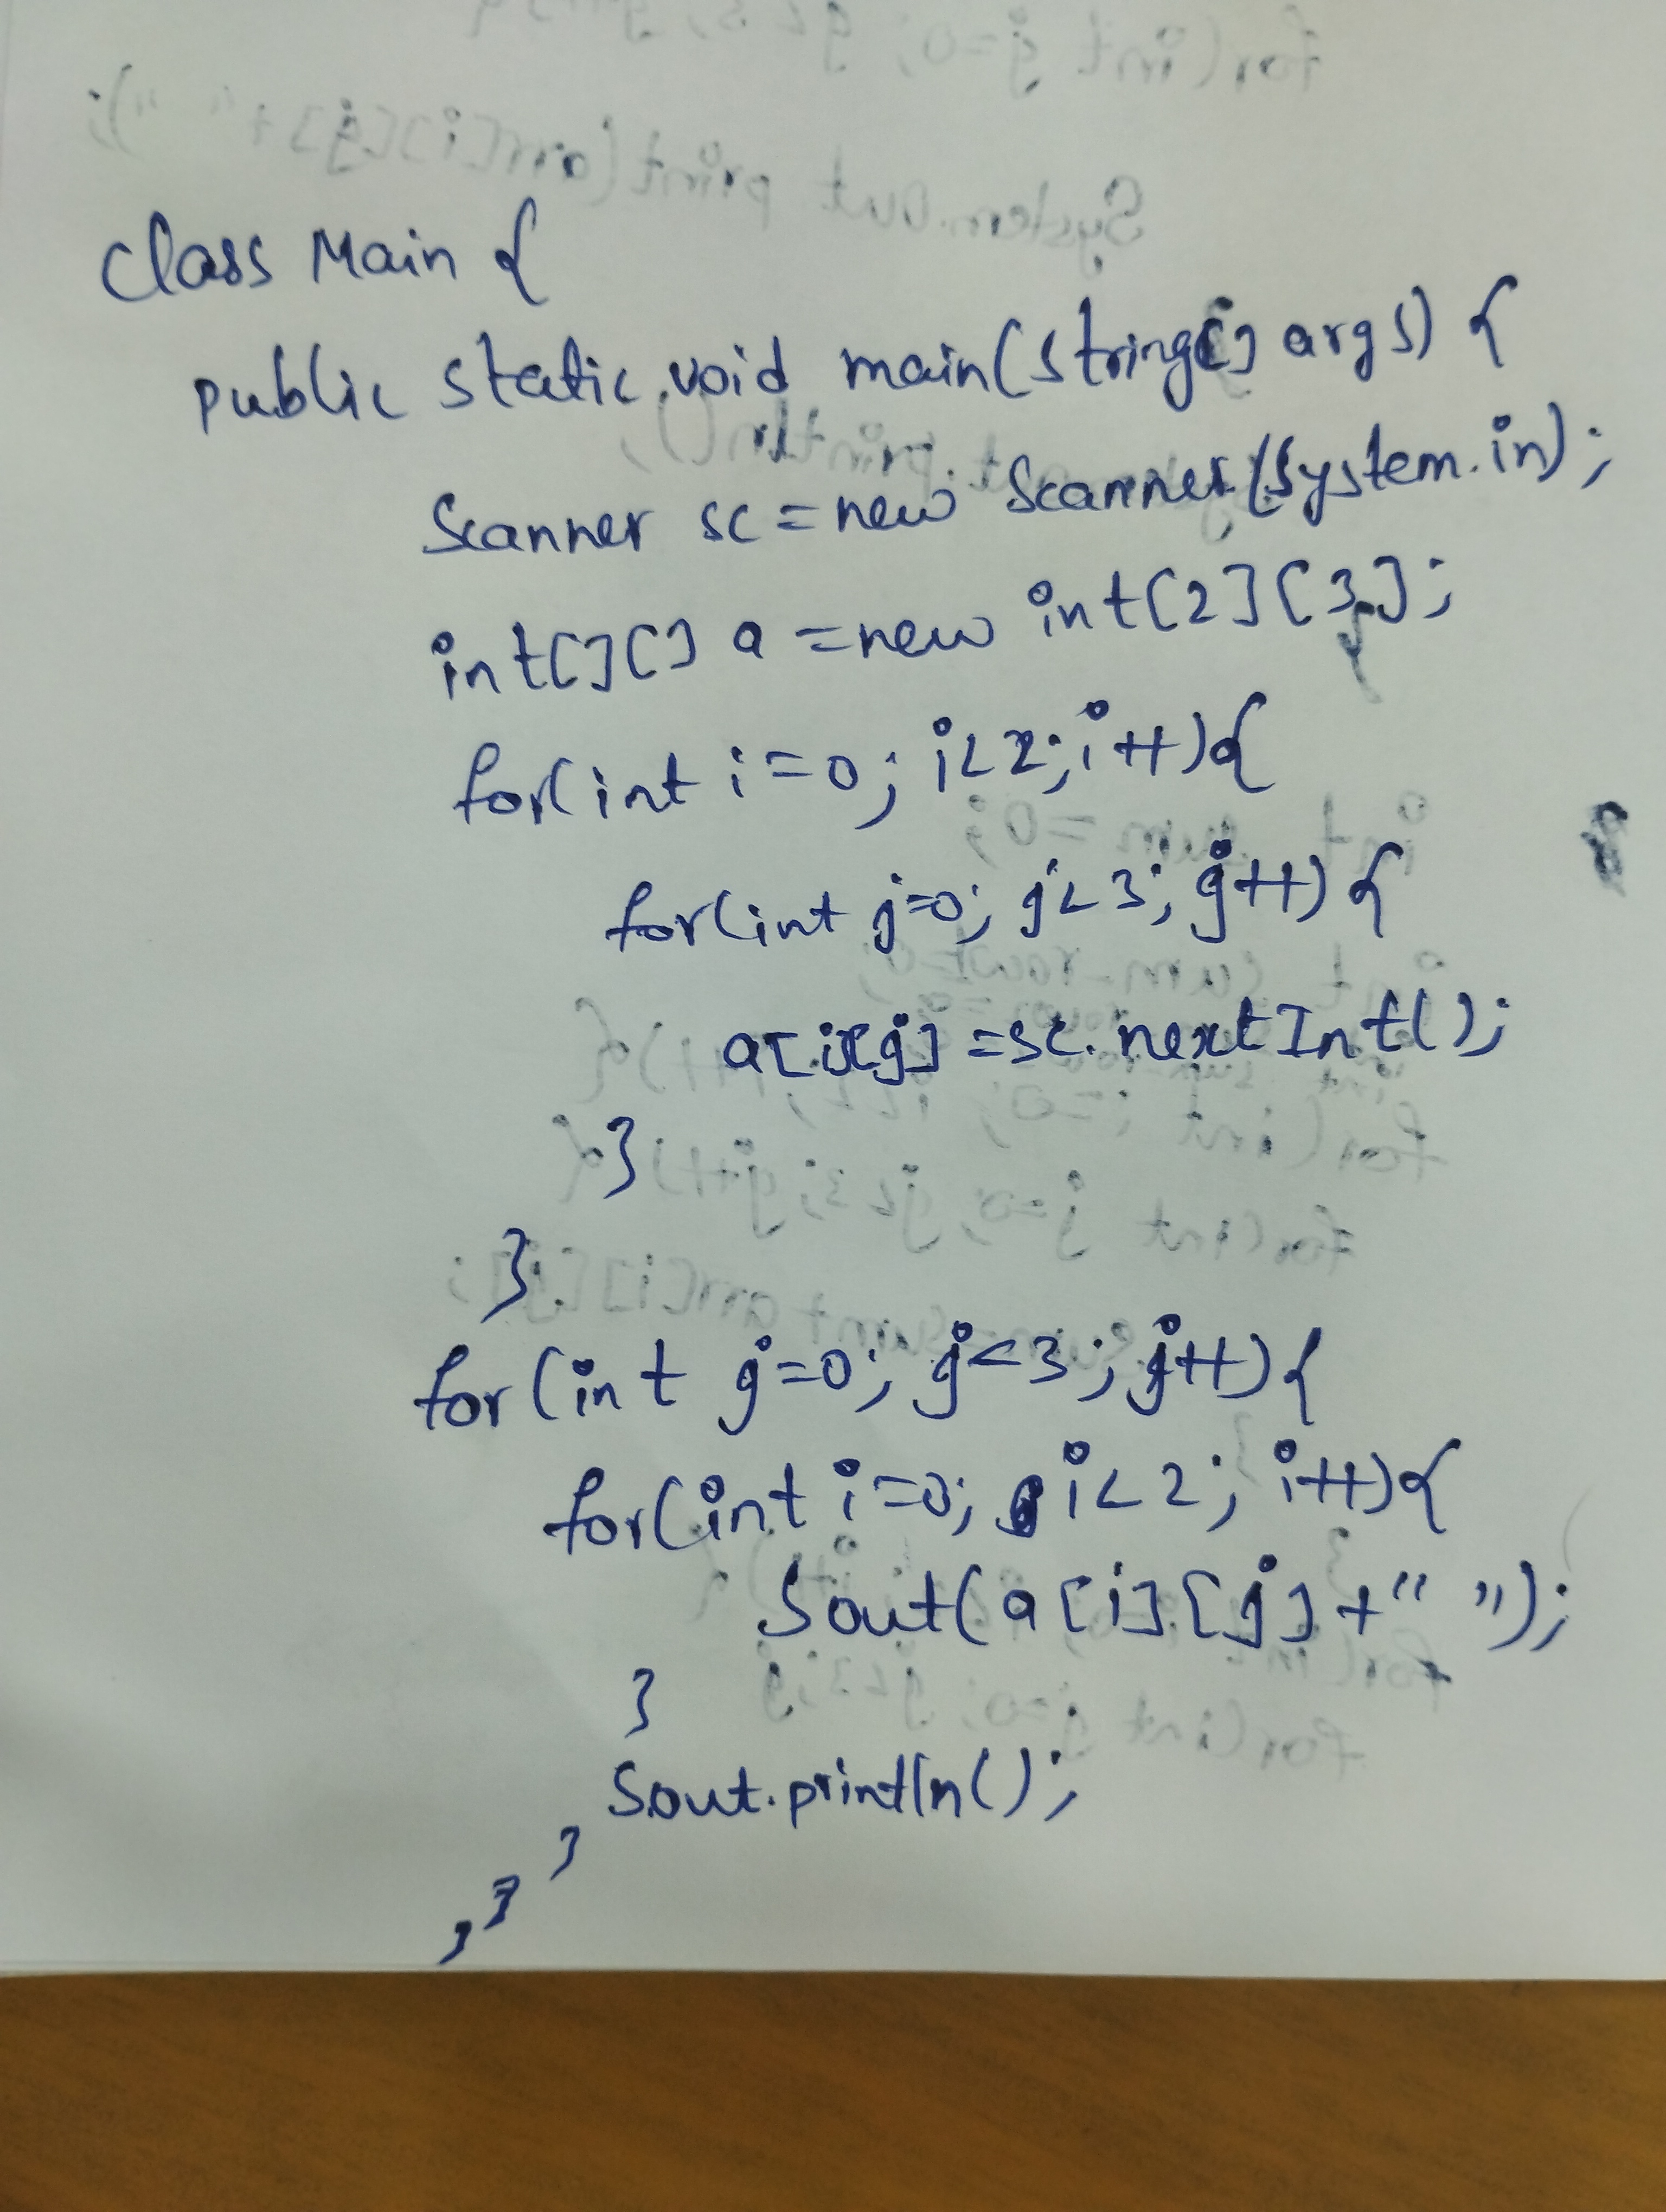 class Main {
public static void main(String[] args) {
Scanner sc = new Scanner(System.in);
int[][] a = new int[2][3];
for(int i=0; i<2; i++){
for(int j=0; j<3; j++) {
a[i][j] = sc.nextInt();
}
}
for(int j=0; j<3; j++){
for(int i=0; i<2; i++){
Sout(a[i][j]+" ");
}
Sout.println();
}
}
}